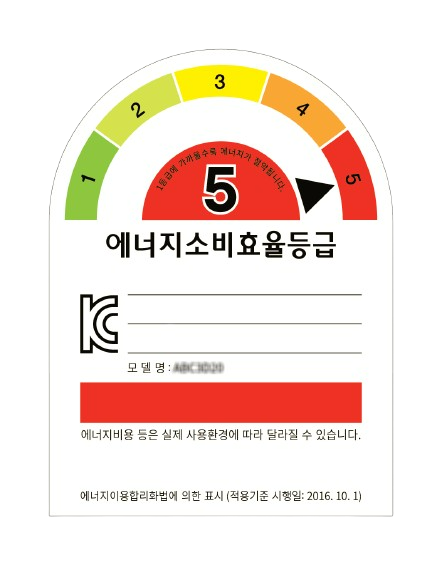 1
2
3
4
5
1등급에 가까울수록 에너지가 절약됩니다.
5
에너지소비효율등급
모 델 명 : ABC3D20
에너지비용 등은 실제 사용환경에 따라 달라질 수 있습니다.
에너지이용합리화법에 의한 표시 (적용기준 시행일: 2016. 10. 1)